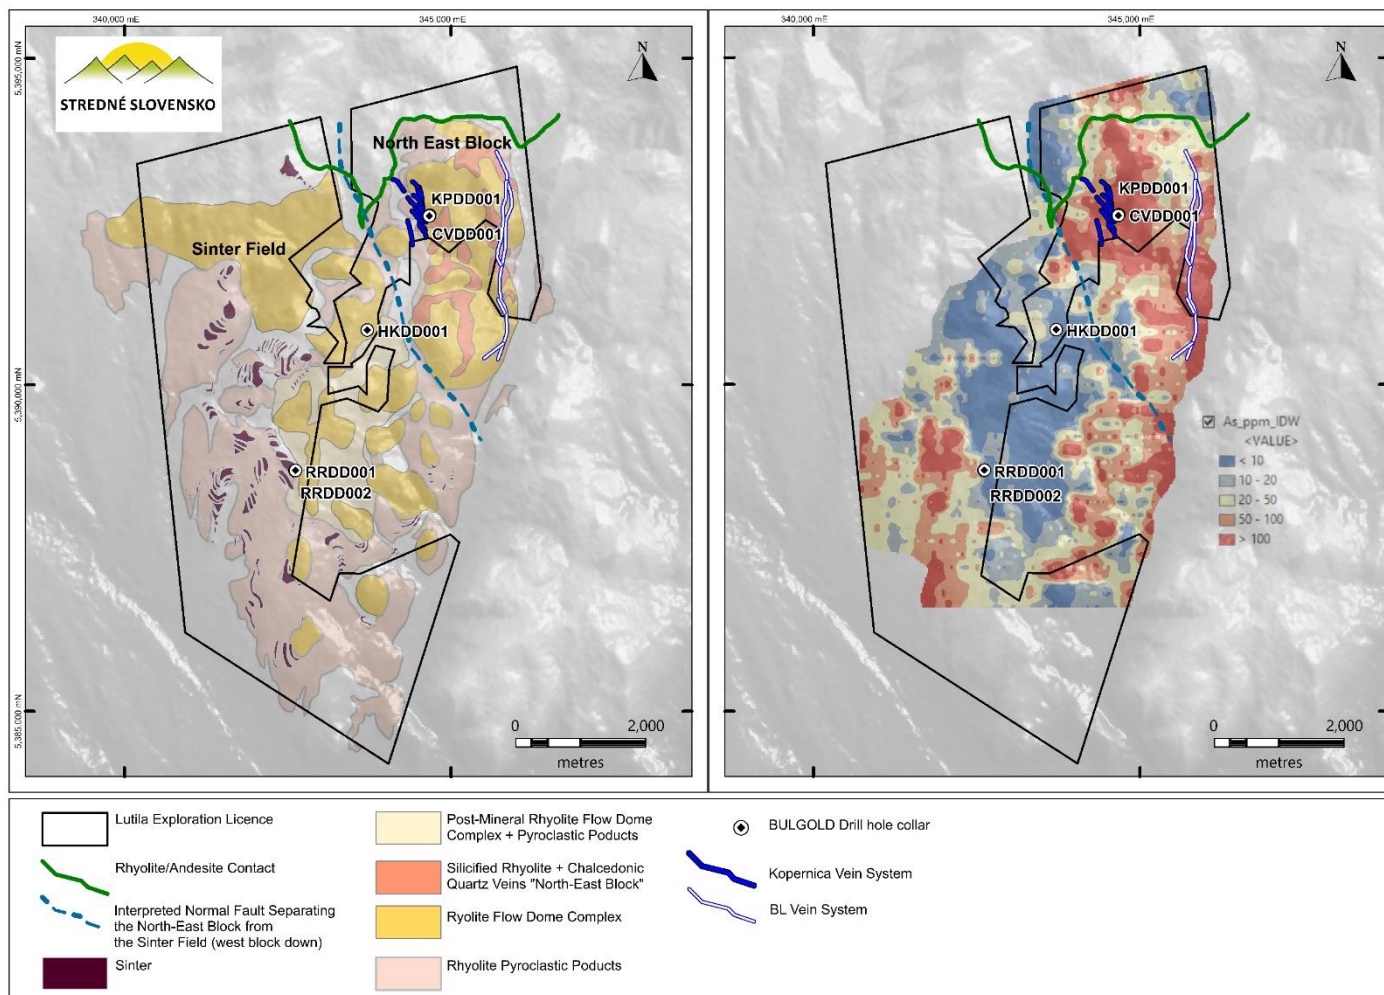 340,000 mE
345,000 mE
5,395,000 mN
5,390,000 mN
5,385,000 mN
STREDNÉ SLOVENSKO
N
North East Block
KPDD001
CVDD001
Sinter Field
HKDD001
RRDD001
RRDD002
0
2,000
metres
340,000 mE
345,000 mE
N
KPDD001
CVDD001
HKDD001
RRDD001
RRDD002
As_ppm_IDW
<VALUE>
< 10
10 - 20
20 - 50
50 - 100
> 100
0
2,000
metres
Lutila Exploration Licence
Rhyolite/Andesite Contact
Interpreted Normal Fault Separating
the North-East Block from
the Sinter Field (west block down)
Sinter
Post-Mineral Rhyolite Flow Dome
Complex + Pyroclastic Products
Silicified Rhyolite + Chalcedonic
Quartz Veins "North-East Block"
Ryolite Flow Dome Complex
Rhyolite Pyroclastic Poducts
BULGOLD Drill hole collar
Kopernica Vein System
BL Vein System